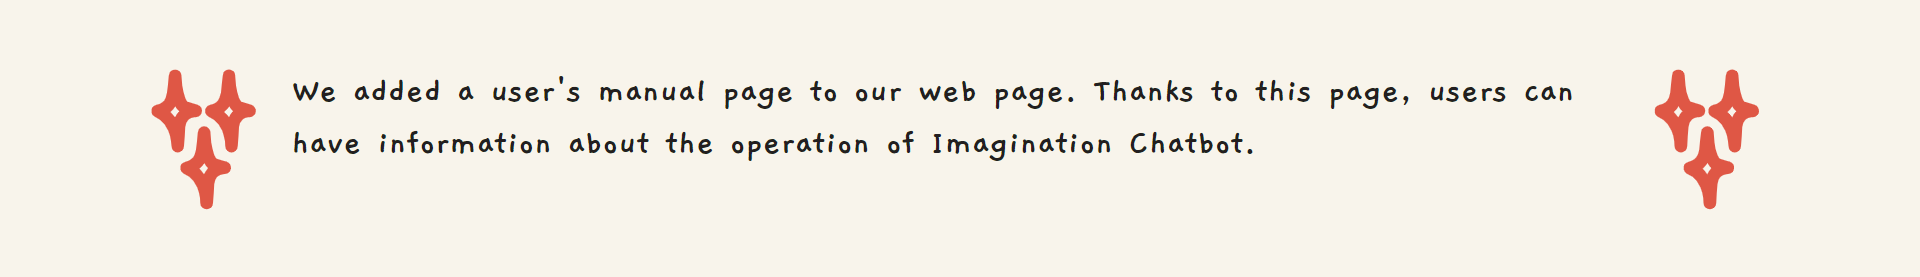 We added a user's manual page to our web page. Thanks to this page, users can
have information about the operation of Imagination Chatbot.